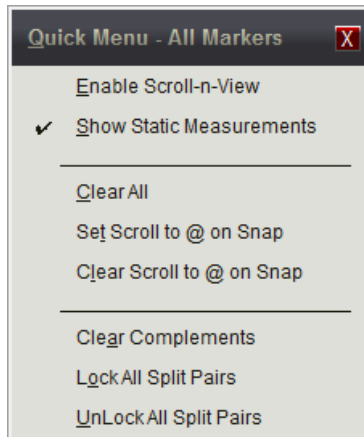 Quick Menu - All Markers X
Enable Scroll-n-View
Show Static Measurements
Clear All
Set Scroll to @ on Snap
Clear Scroll to @ on Snap
Clear Complements
Lock All Split Pairs
UnLock All Split Pairs